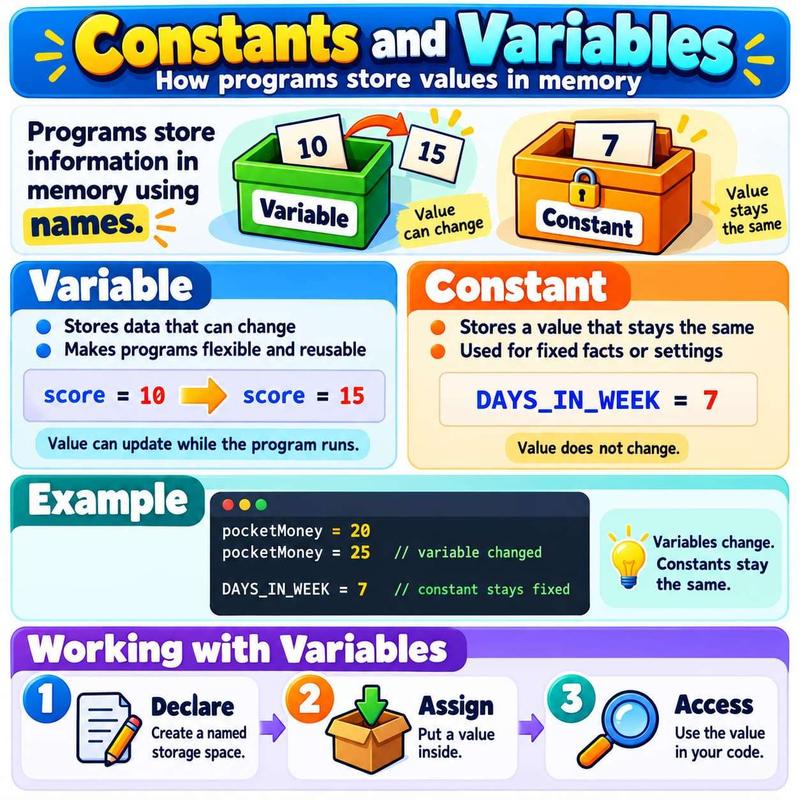 Constants and Variables
How programs store values in memory
Programs store
information in
memory using
names.
10
15
Variable
Value
can change
7
Constant
Value
stays
the same
Variable
Stores data that can change
Makes programs flexible and reusable
score = 10
score = 15
Value can update while the program runs.
Constant
Stores a value that stays the same
Used for fixed facts or settings
DAYS_IN_WEEK = 7
Value does not change.
Example
pocketMoney = 20
pocketMoney = 25 // variable changed
DAYS_IN_WEEK = 7 // constant stays fixed
Variables change.
Constants stay
the same.
Working with Variables
1
Declare
Create a named
storage space.
2
Assign
Put a value
inside.
3
Access
Use the value
in your code.